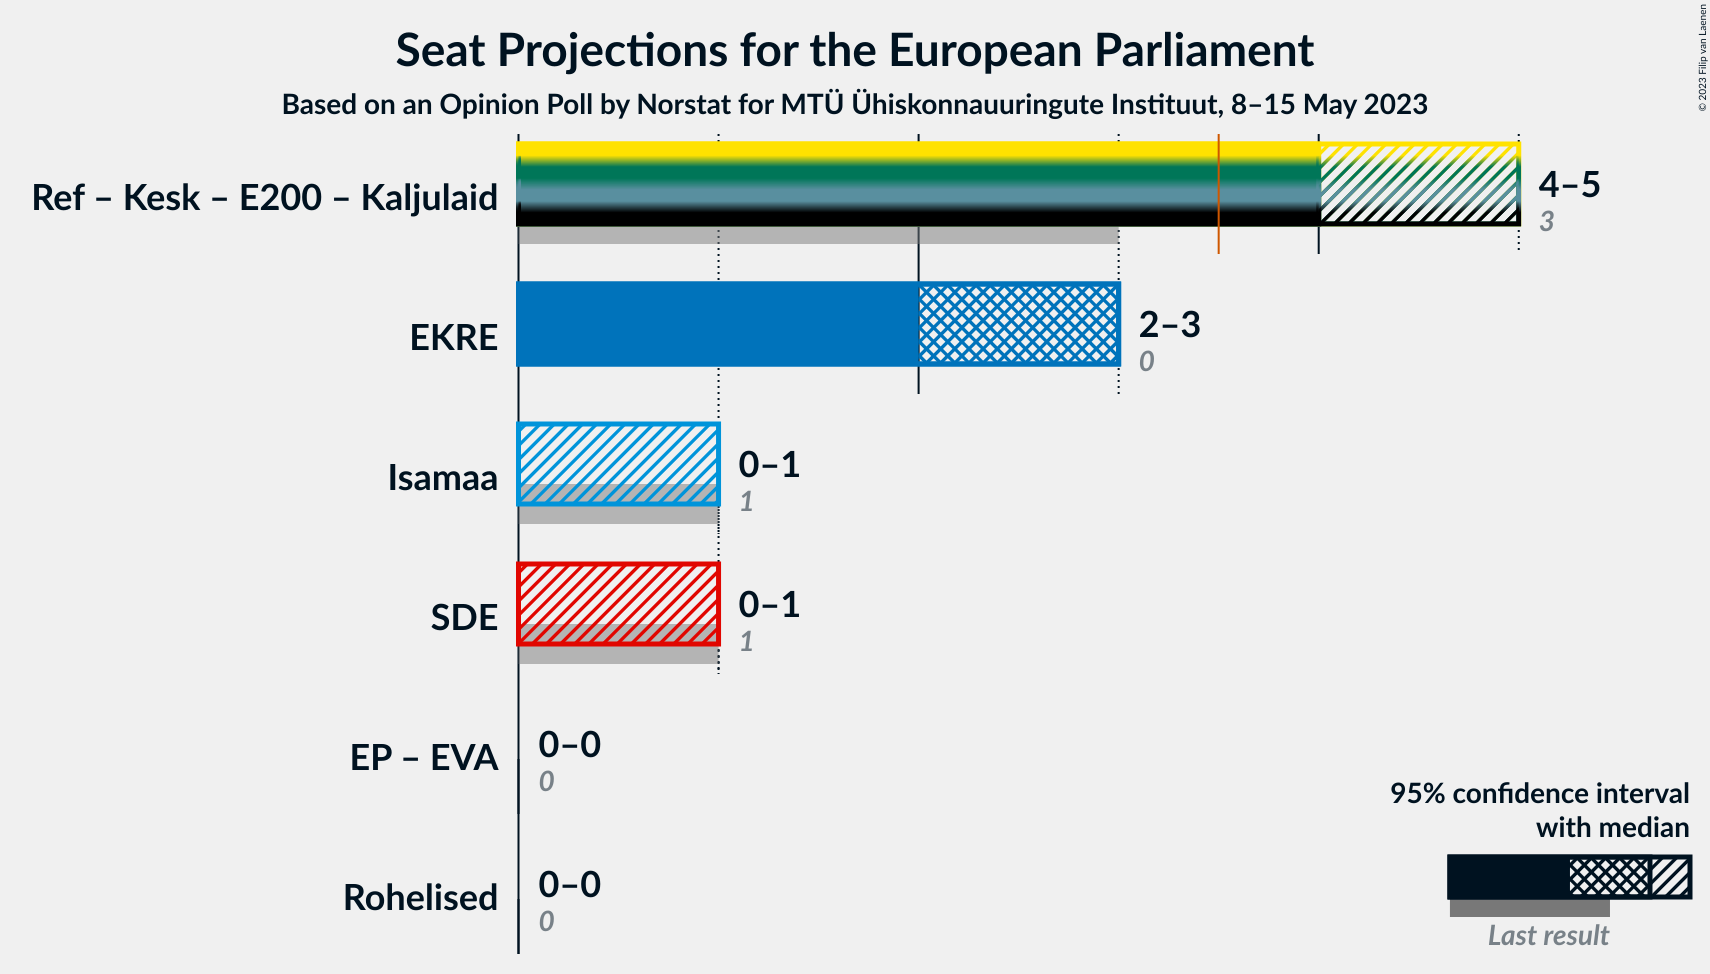 Seat Projections for the European Parliament
Based on an Opinion Poll by Norstat for MTÜ Ühiskonnauuringute Instituut, 8–15 May 2023
© 2023 Filip van Laenen
Ref – Kesk – E200 – Kaljulaid
4–5
3
EKRE
2–3
0
Isamaa
0–1
1
SDE
0–1
1
EP – EVA
0–0
0
Rohelised
0–0
0
95% confidence interval
with median
Last result